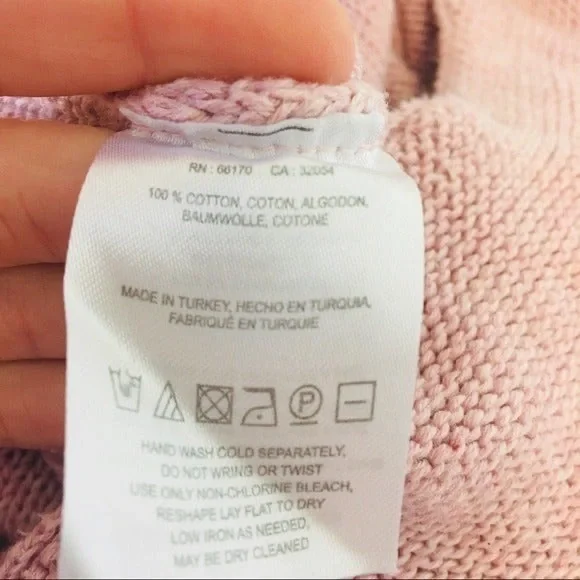 RN : 66170 CA : 32054
100 % COTTON, COTON, ALGODON,
BAUMWOLLE, COTONE
MADE IN TURKEY, HECHO EN TURQUIA,
FABRIQUÉ EN TURQUIE
P
HAND WASH COLD SEPARATELY,
DO NOT WRING OR TWIST
USE ONLY NON-CHLORINE BLEACH,
RESHAPE LAY FLAT TO DRY
LOW IRON AS NEEDED,
MAY BE DRY CLEANED